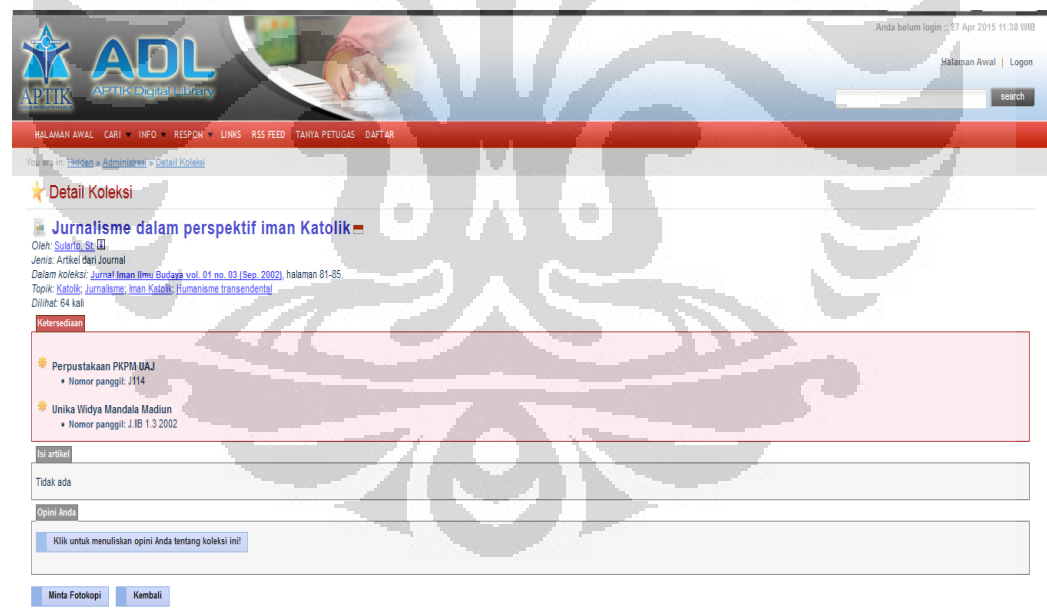 Anda belum login :: 27 Apr 2015 11:38 WIB
APTIK
ADL
APTIK Digital Library
Halaman Awal | Logon
search
HALAMAN AWAL CARI INFO RESPON LINKS RSS FEED TANYA PETUGAS DAFTAR
You are in: Hidden » Administrasi » Detail Koleksi
Detail Koleksi
Jurnalisme dalam perspektif iman Katolik
Oleh: Sularto, St.
Jenis: Artikel dari Journal
Dalam koleksi: Jurnal Iman Ilmu Budaya vol. 01 no. 03 (Sep. 2002), halaman 81-85.
Topik: Katolik; Jurnalisme; Iman Katolik; Humanisme transendental
Dilihat: 64 kali
Ketersediaan
Perpustakaan PKPM UAJ
• Nomor panggil: J114
Unika Widya Mandala Madiun
• Nomor panggil: J.IB 1.3 2002
Isi artikel
Tidak ada
Opini Anda
Klik untuk menuliskan opini Anda tentang koleksi ini!
Minta Fotokopi Kembali